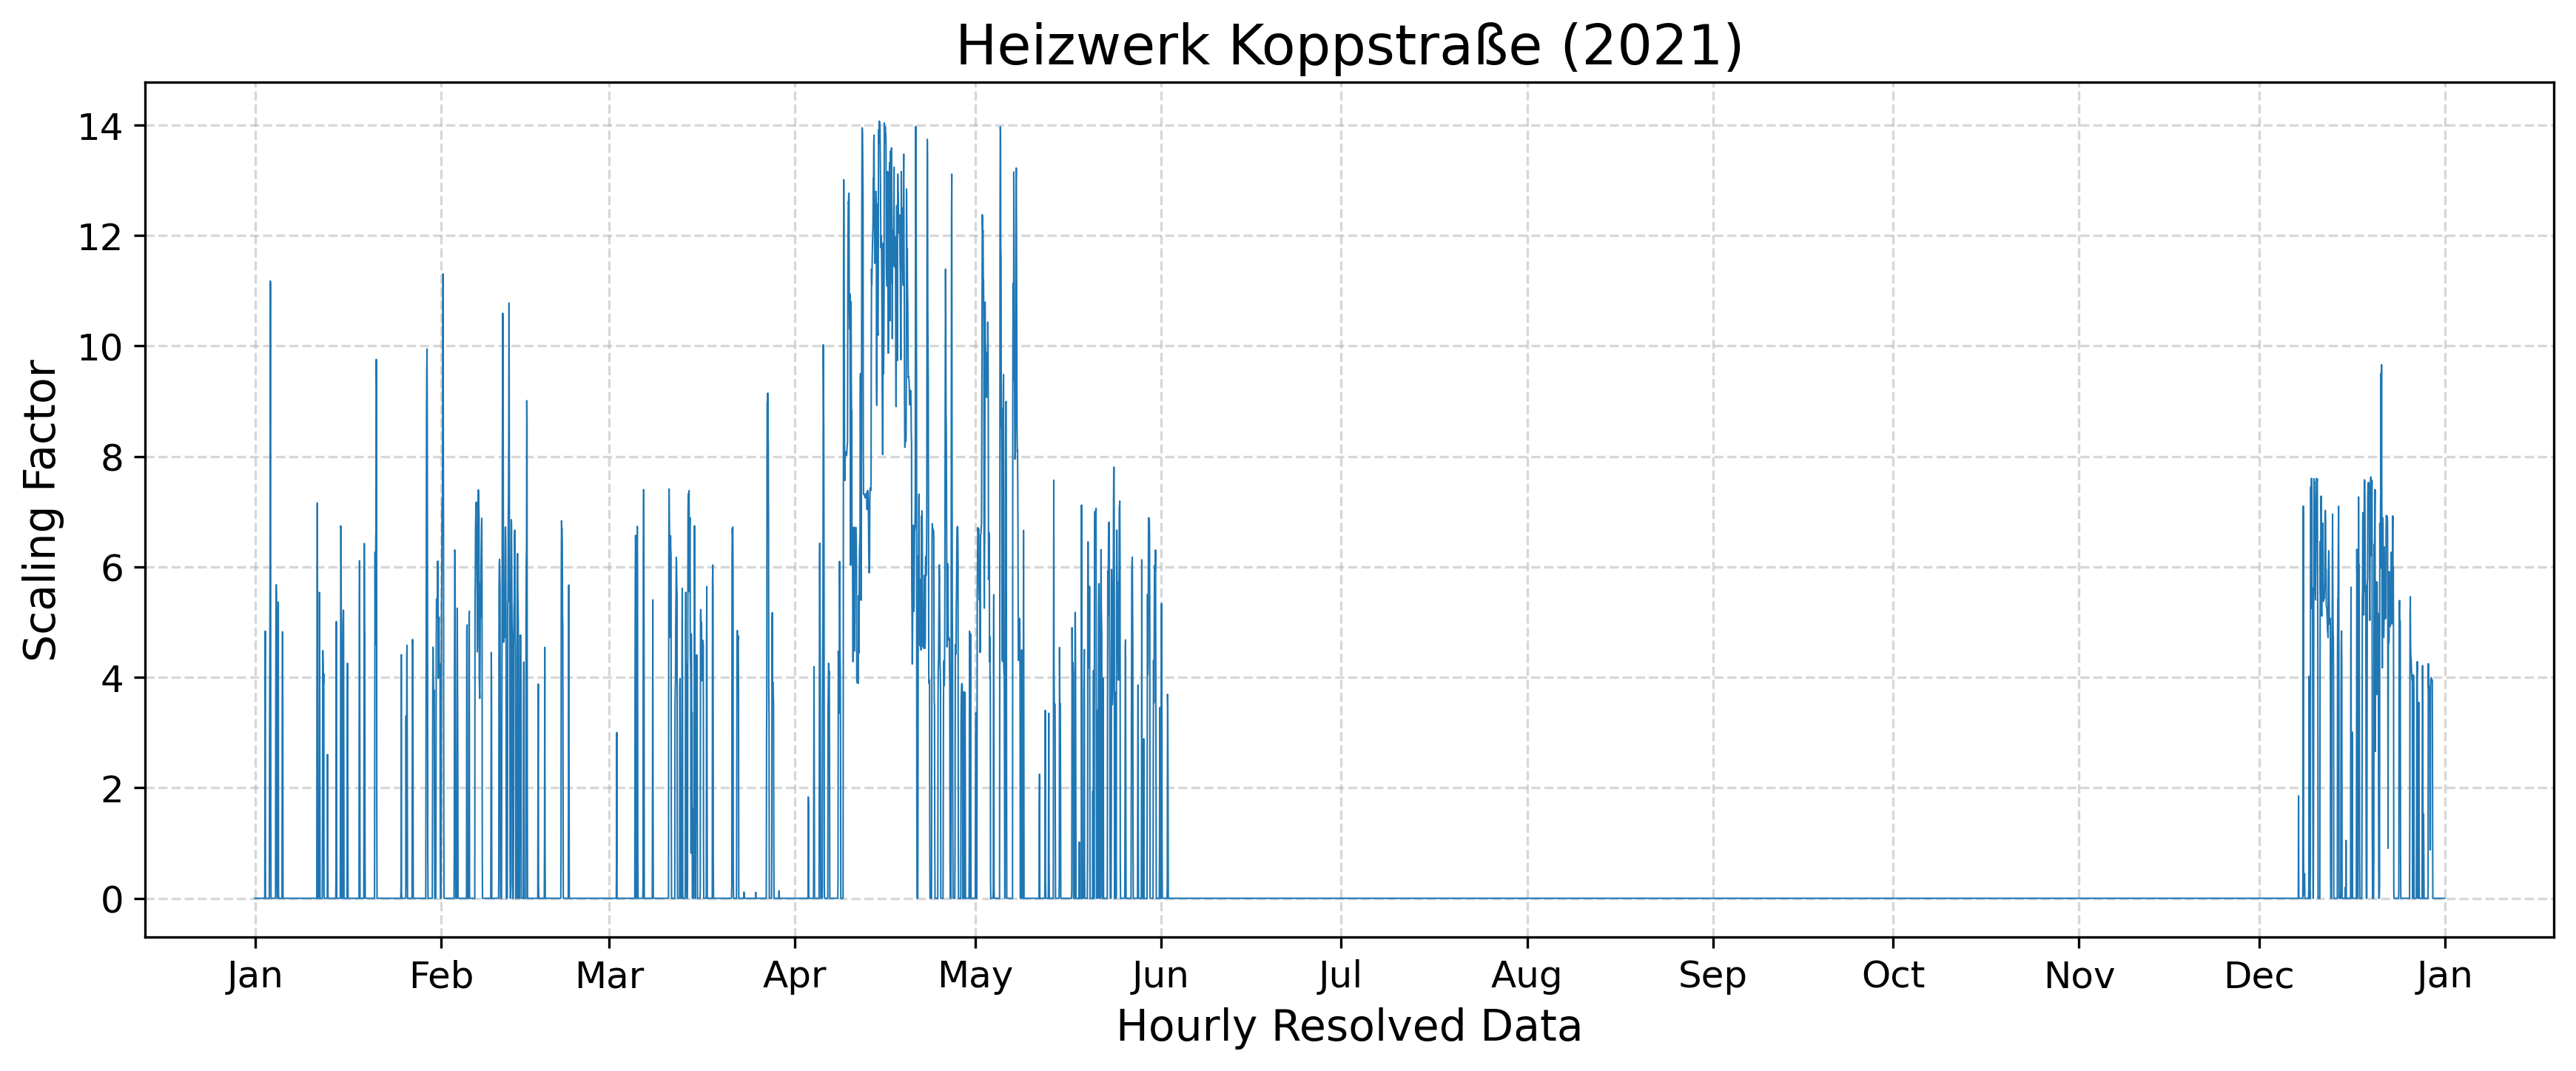 Heizwerk Koppstraße (2021)
Scaling Factor
14
12
10
8
6
4
2
0
Jan Feb Mar Apr May Jun Jul Aug Sep Oct Nov Dec Jan
Hourly Resolved Data